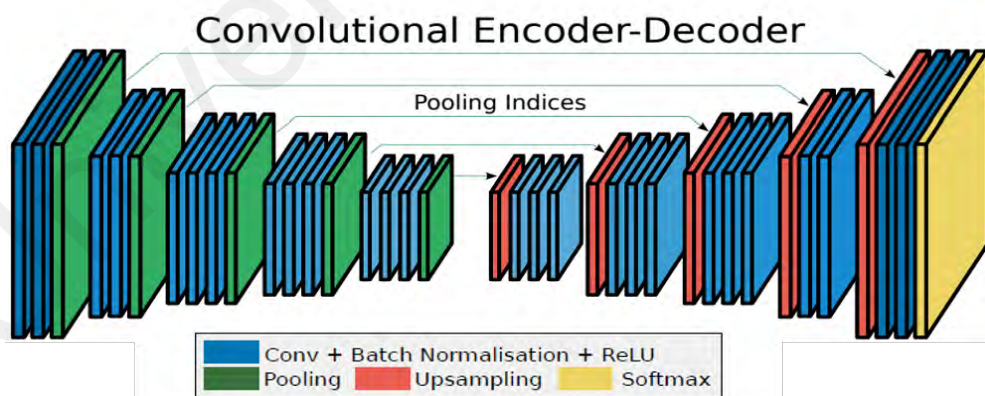 Convolutional Encoder-Decoder
Pooling Indices
Conv + Batch Normalisation + ReLU
Pooling Upsampling Softmax